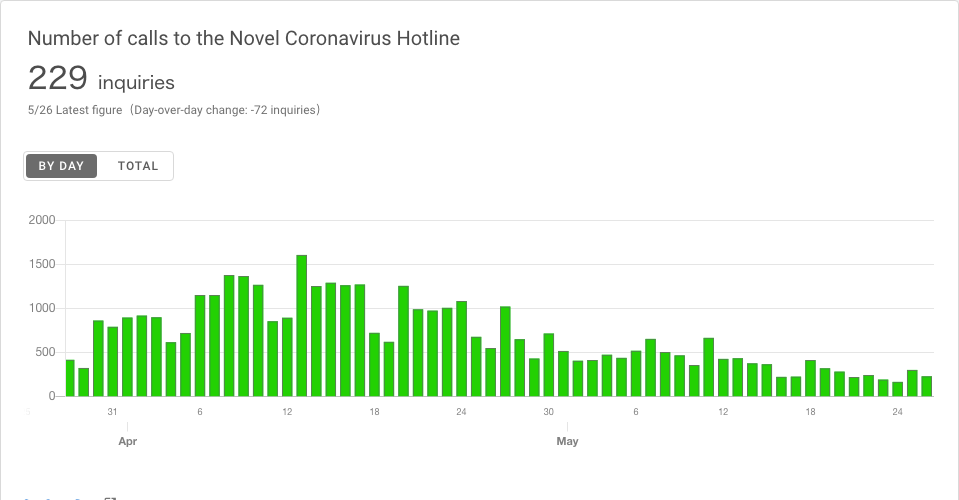 Number of calls to the Novel Coronavirus Hotline
229 inquiries
5/26 Latest figure (Day-over-day change: -72 inquiries)
BY DAY TOTAL
2000
1500
1000
500
0
31 6 12 18 24 30 6 12 18 24
Apr May